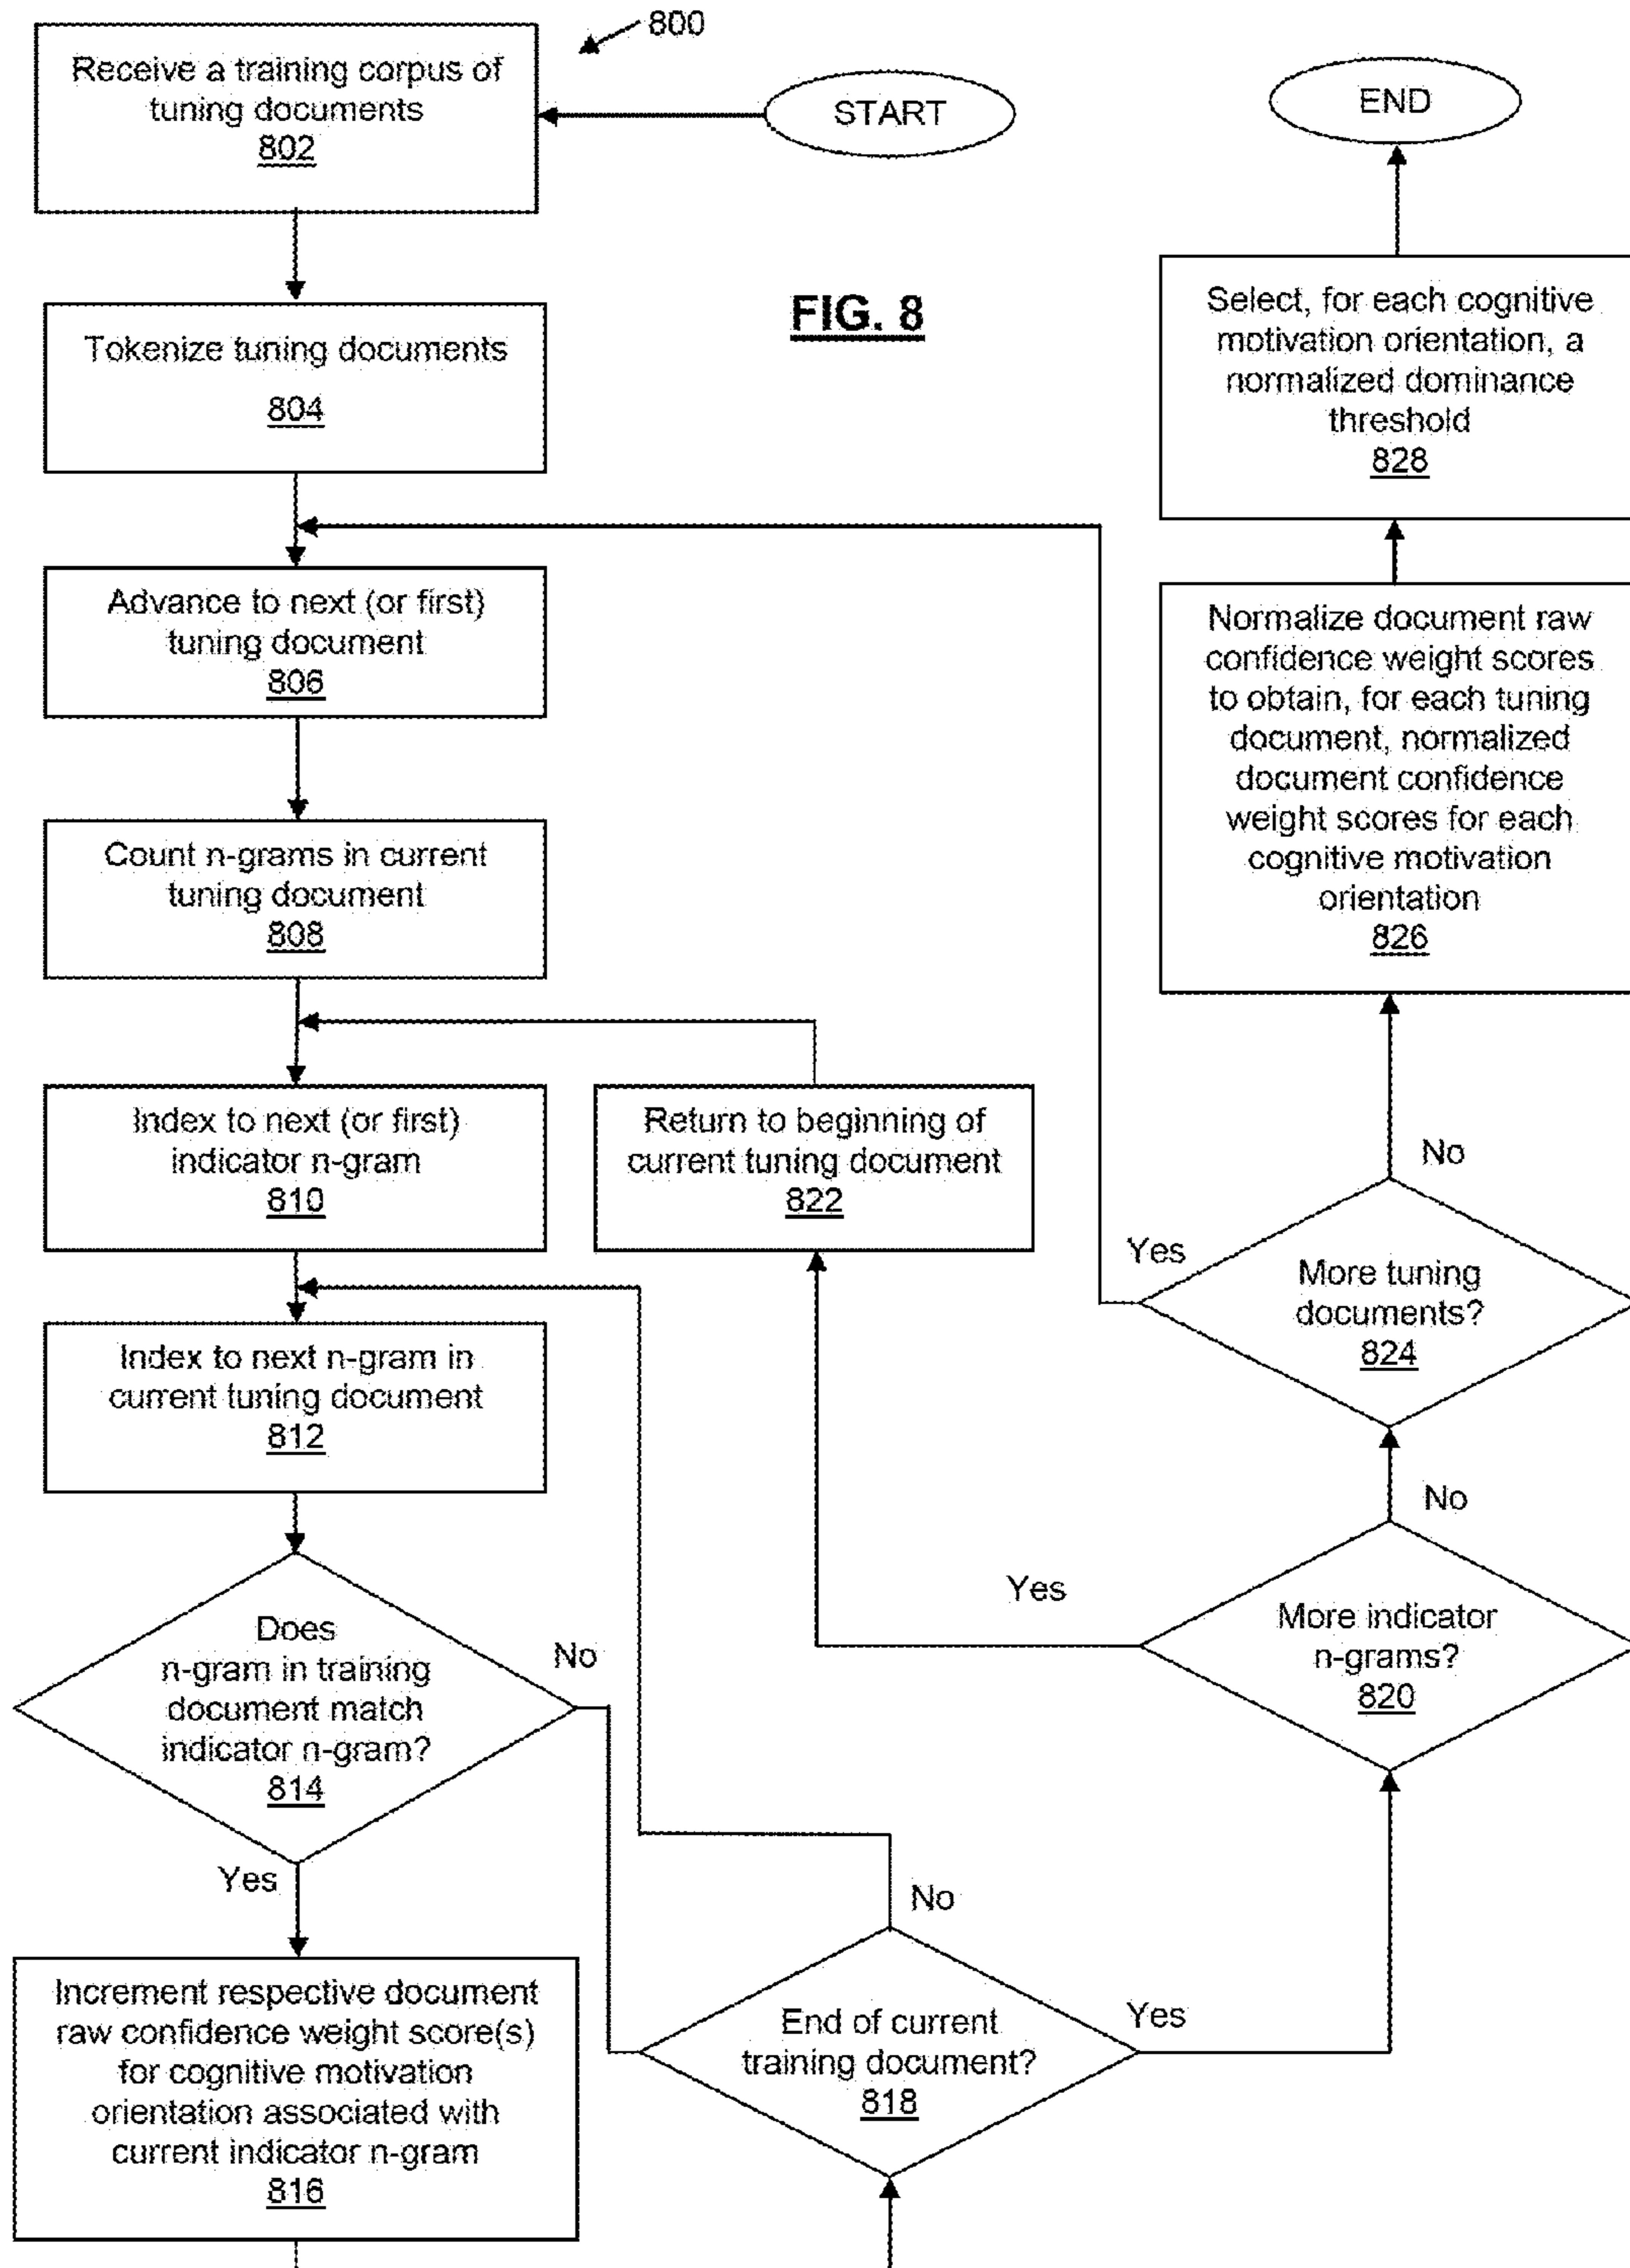 800
Receive a training corpus of
tuning documents
802
START
END
FIG. 8
Tokenize tuning documents
804
Advance to next (or first)
tuning document
806
Count n-grams in current
tuning document
808
Index to next (or first)
indicator n-gram
810
Return to beginning of
current tuning document
822
Index to next n-gram in
current tuning document
812
Does
n-gram in training
document match
indicator n-gram?
814
No
Yes
Increment respective document
raw confidence weight score(s)
for cognitive motivation
orientation associated with
current indicator n-gram
816
No
End of current
training document?
818
Yes
Yes
More indicator
n-grams?
820
No
Yes
More tuning
documents?
824
No
Normalize document raw
confidence weight scores
to obtain, for each tuning
document, normalized
document confidence
weight scores for each
cognitive motivation
orientation
826
Select, for each cognitive
motivation orientation, a
normalized dominance
threshold
828